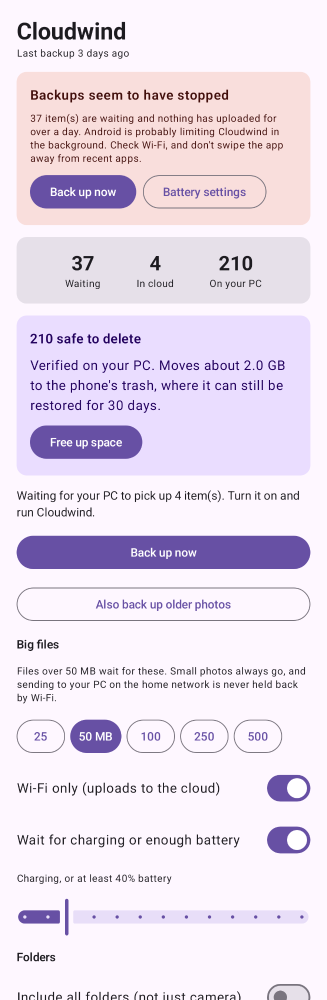 Cloudwind
Last backup 3 days ago
Backups seem to have stopped
37 item(s) are waiting and nothing has uploaded for
over a day. Android is probably limiting Cloudwind in
the background. Check Wi-Fi, and don't swipe the app
away from recent apps.
Back up now
Battery settings
37
4
210
Waiting
In cloud
On your PC
210 safe to delete
Verified on your PC. Moves about 2.0 GB
to the phone's trash, where it can still be
restored for 30 days.
Free up space
Waiting for your PC to pick up 4 item(s). Turn it on and
run Cloudwind.
Back up now
Also back up older photos
Big files
Files over 50 MB wait for these. Small photos always go, and
sending to your PC on the home network is never held back
by Wi-Fi.
25
50 MB
100
250
500
Wi-Fi only (uploads to the cloud)
Wait for charging or enough battery
Charging, or at least 40% battery
Folders
Include all folders (not just camera)